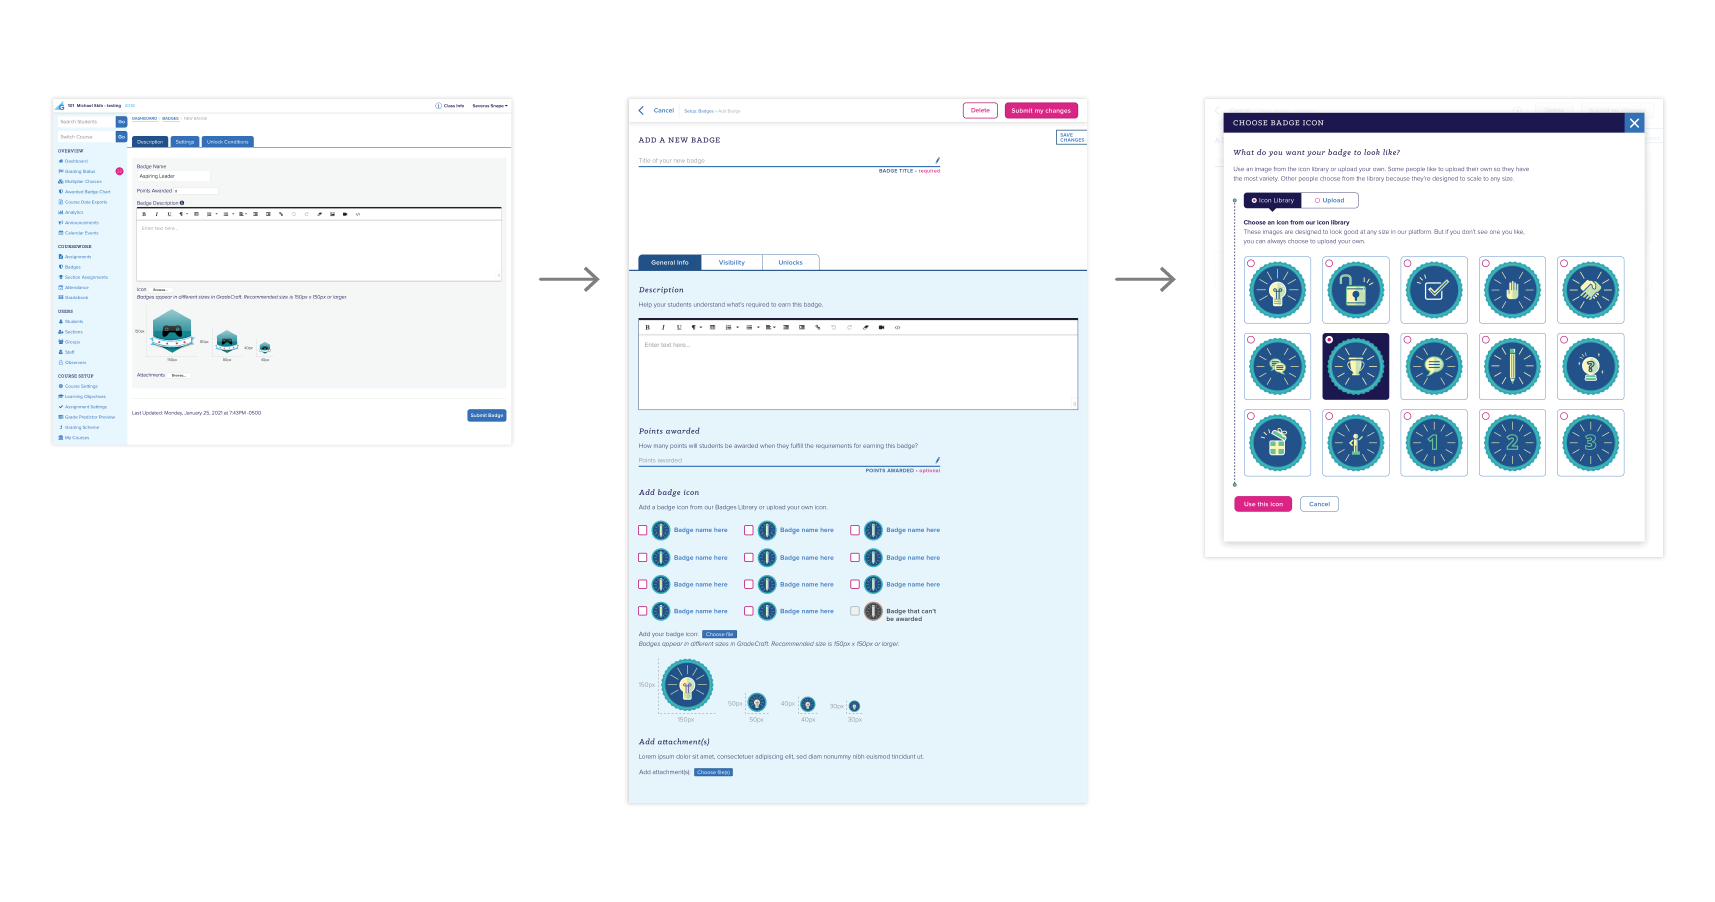 101 Michael Skib - testing
Class Info
Severus Snape
Search Students
Go
Switch Course
Go
OVERVIEW
Dashboard
Grading Status
Multiplier Choices
Awarded Badge Chart
Course Data Exports
Analytics
Announcements
Calendar Events
COURSEWORK
Assignments
Badges
Section Assignments
Attendance
Gradebook
USERS
Students
Sections
Groups
Staff
Observers
COURSE SETUP
Course Settings
Learning Objectives
Assignment Settings
Grade Predictor Preview
Grading Scheme
My Courses
DASHBOARD BADGES NEW BADGE
Description Settings Unlock Conditions
Badge Name
Aspiring Leader
Points Awarded 0
Badge Description
B I U
Enter text here...
Icon Browse...
Badges appear in different sizes in GradeCraft. Recommended size is 150px x 150px or larger.
150px
150px
50px
50px
40px
40px
Attachments Browse...
Last Updated: Monday, January 25, 2021 at 7:43PM -0500
Submit Badge
Cancel
Setup: Badges > Add Badge
Delete
Submit my changes
SAVE
CHANGES
ADD A NEW BADGE
Title of your new badge
BADGE TITLE - required
General Info Visibility Unlocks
Description
Help your students understand what's required to earn this badge.
B I U
Enter text here...
Points awarded
How many points will students be awarded when they fulfill the requirements for earning this badge?
Points awarded
POINTS AWARDED - optional
Add badge icon
Add a badge icon from our Badges Library or upload your own icon.
Badge name here Badge name here Badge name here
Badge name here Badge name here Badge name here
Badge name here Badge name here Badge name here
Badge name here Badge name here Badge that can't
be awarded
Add your badge icon: Choose file
Badges appear in different sizes in GradeCraft. Recommended size is 150px x 150px or larger.
150px
150px
50px
50px
40px
40px
30px
30px
Add attachment(s)
Lorem ipsum dolor sit amet, consectetuer adipiscing elit, sed diam nonummy nibh euismod tincidunt ut.
Add attachment(s) Choose file(s)
CHOOSE BADGE ICON
What do you want your badge to look like?
Use an image from the icon library or upload your own. Some people like to upload their own so they have
the most variety. Other people choose from the library because they're designed to scale to any size.
Icon Library Upload
Choose an icon from our icon library
These images are designed to look good at any size in our platform. But if you don't see one you like,
you can always choose to upload your own.
?
1 2 3
Use this icon Cancel